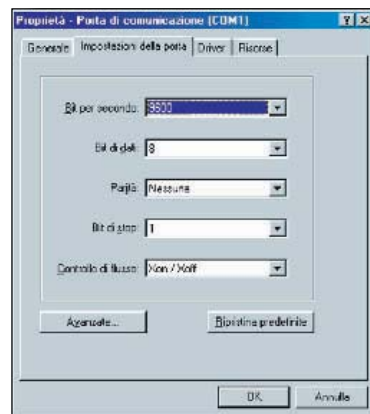 Proprietà - Porta di comunicazione (COM1)
Generale Impostazioni della porta Driver Risorse
Bit per secondo: 9600
Bit di dati: 8
Parità: Nessuna
Bit di stop: 1
Controllo di flusso: Xon / Xoff
Avanzate... Ripristina predefinite
OK Annulla